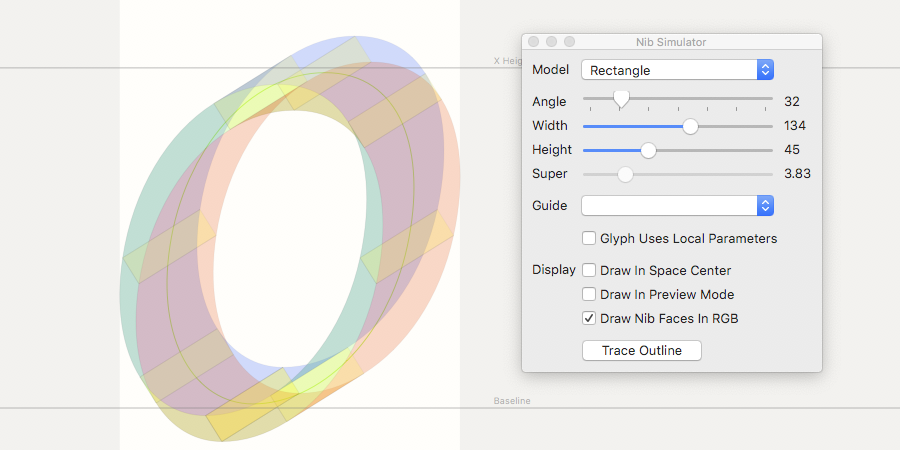 Nib Simulator
X Heig
Model Rectangle
Angle 32
Width 134
Height 45
Super 3.83
Guide
Glyph Uses Local Parameters
Display Draw In Space Center
Draw In Preview Mode
Draw Nib Faces In RGB
Trace Outline
Baseline